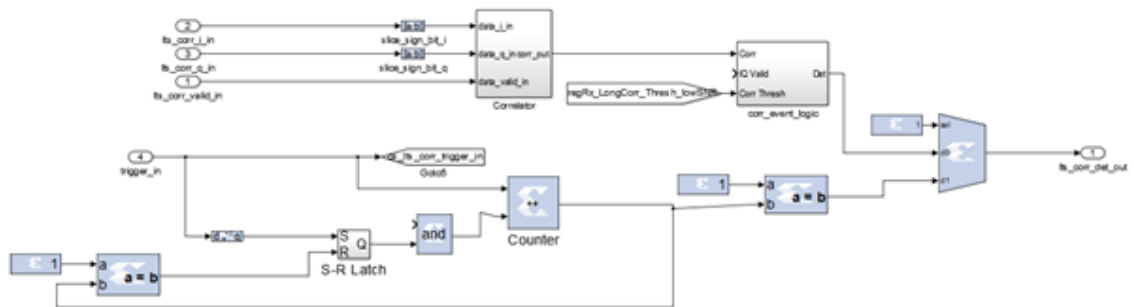 2
lts_corr_i_in
[a:b]
slice_sign_bit_i
data_i_in
3
lts_corr_q_in
[a:b]
slice_sign_bit_q
data_q_in corr_out
1
lts_corr_valid_in
data_valid_in
Correlator
Corr
IQ Valid
Det
Corr Thresh
corr_event_logic
1
sel
d0
d1
1
lts_corr_det_out
4
trigger_in
lts_corr_trigger_in
Goto5
Counter
1
a
b
a = b
and
S
R
Q
S-R Latch
1
a
b
a = b